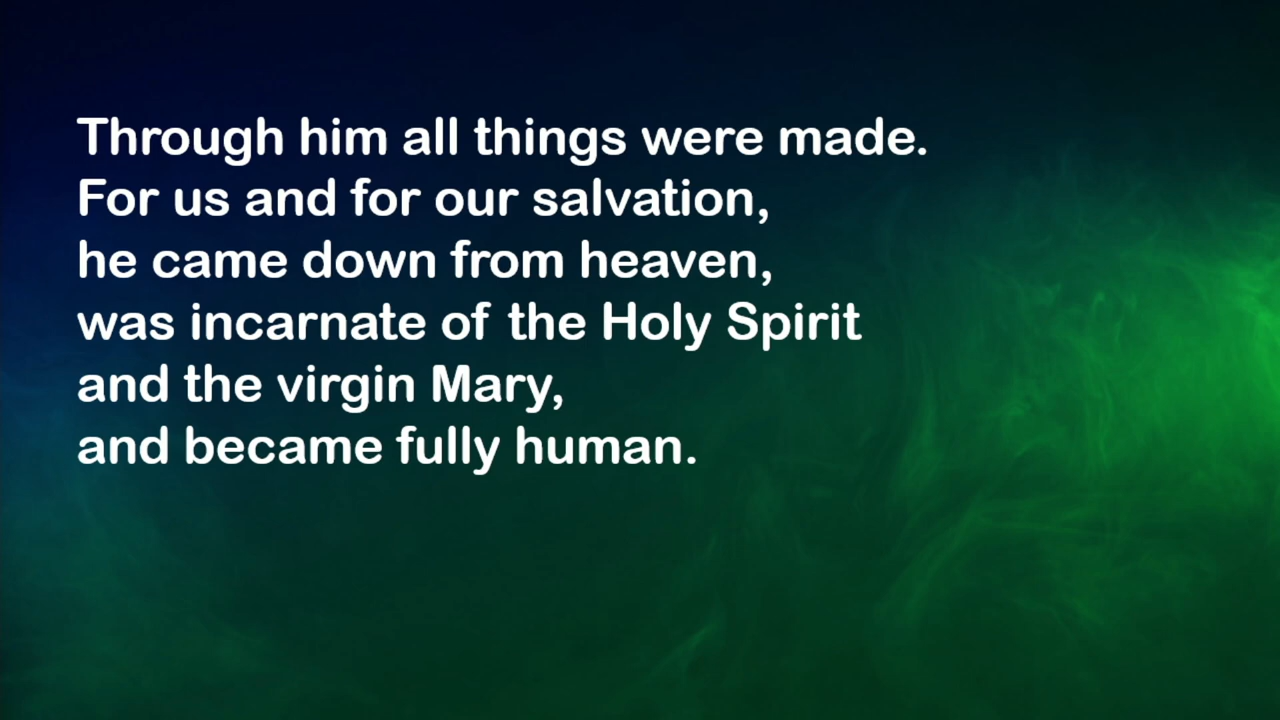 Through him all things were made.
For us and for our salvation,
he came down from heaven,
was incarnate of the Holy Spirit
and the virgin Mary,
and became fully human.